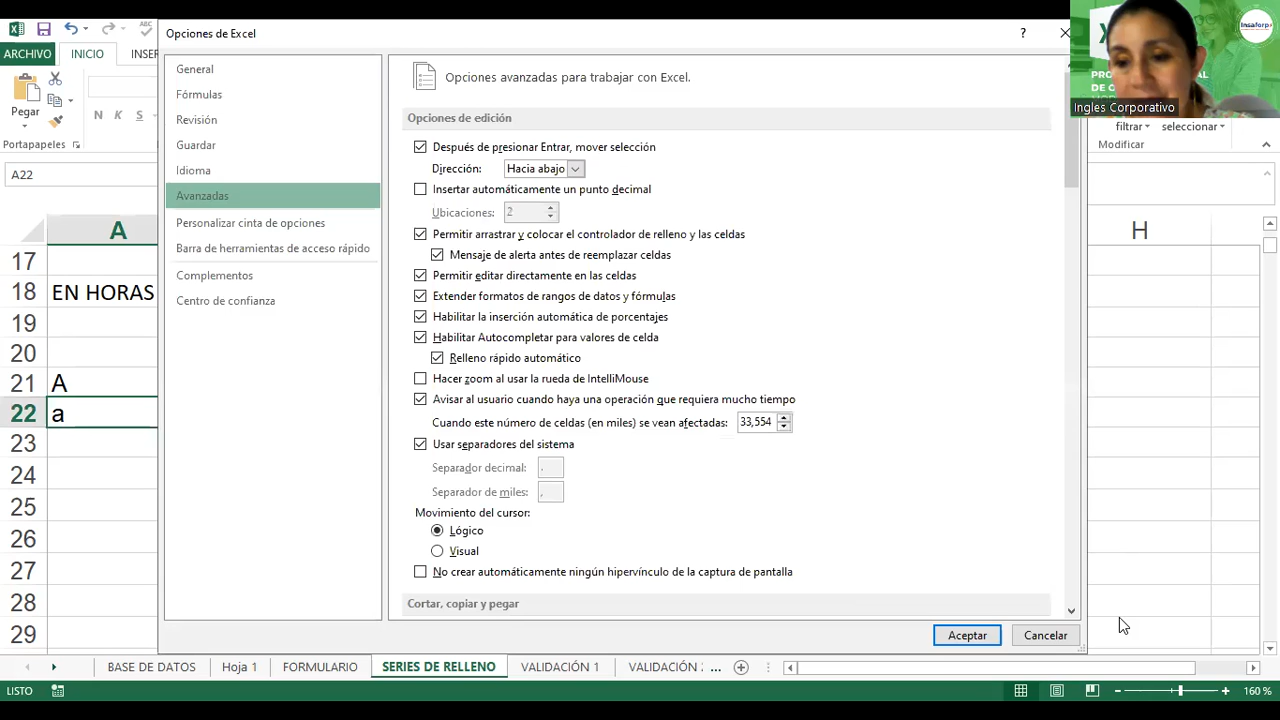 Opciones de Excel
?
ARCHIVO
INICIO
INSER
Pegar
N K S
Portapapeles
A22
General
Fórmulas
Revisión
Guardar
Idioma
Avanzadas
Personalizar cinta de opciones
Barra de herramientas de acceso rápido
Complementos
Centro de confianza
Opciones avanzadas para trabajar con Excel.
Opciones de edición
Después de presionar Entrar, mover selección
Dirección: Hacia abajo
Insertar automáticamente un punto decimal
Ubicaciones: 2
Permitir arrastrar y colocar el controlador de relleno y las celdas
Mensaje de alerta antes de reemplazar celdas
Permitir editar directamente en las celdas
Extender formatos de rangos de datos y fórmulas
Habilitar la inserción automática de porcentajes
Habilitar Autocompletar para valores de celda
Relleno rápido automático
Hacer zoom al usar la rueda de IntelliMouse
Avisar al usuario cuando haya una operación que requiera mucho tiempo
Cuando este número de celdas (en miles) se vean afectadas: 33,554
Usar separadores del sistema
Separador decimal: .
Separador de miles: ,
Movimiento del cursor:
Lógico
Visual
No crear automáticamente ningún hipervínculo de la captura de pantalla
Cortar, copiar y pegar
Aceptar
Cancelar
Insaforp
Ingles Corporativo
filtrar
seleccionar
Modificar
A
H
17
18 EN HORAS
19
20
21 A
22 a
23
24
25
26
27
28
29
BASE DE DATOS
Hoja 1
FORMULARIO
SERIES DE RELLENO
VALIDACIÓN 1
VALIDACIÓN
...
LISTO
160 %